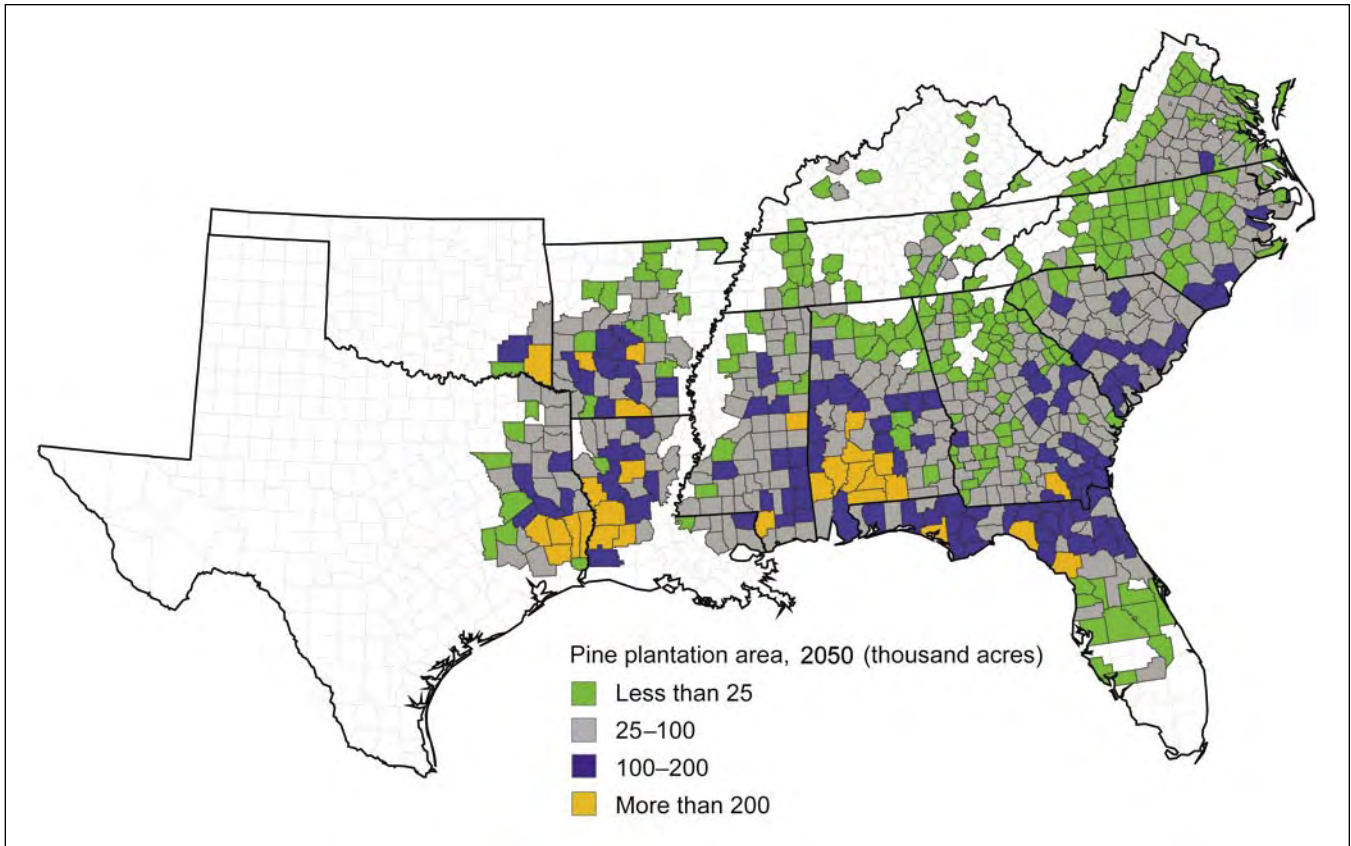 Pine plantation area, 2050 (thousand acres)
Less than 25
25–100
100–200
More than 200